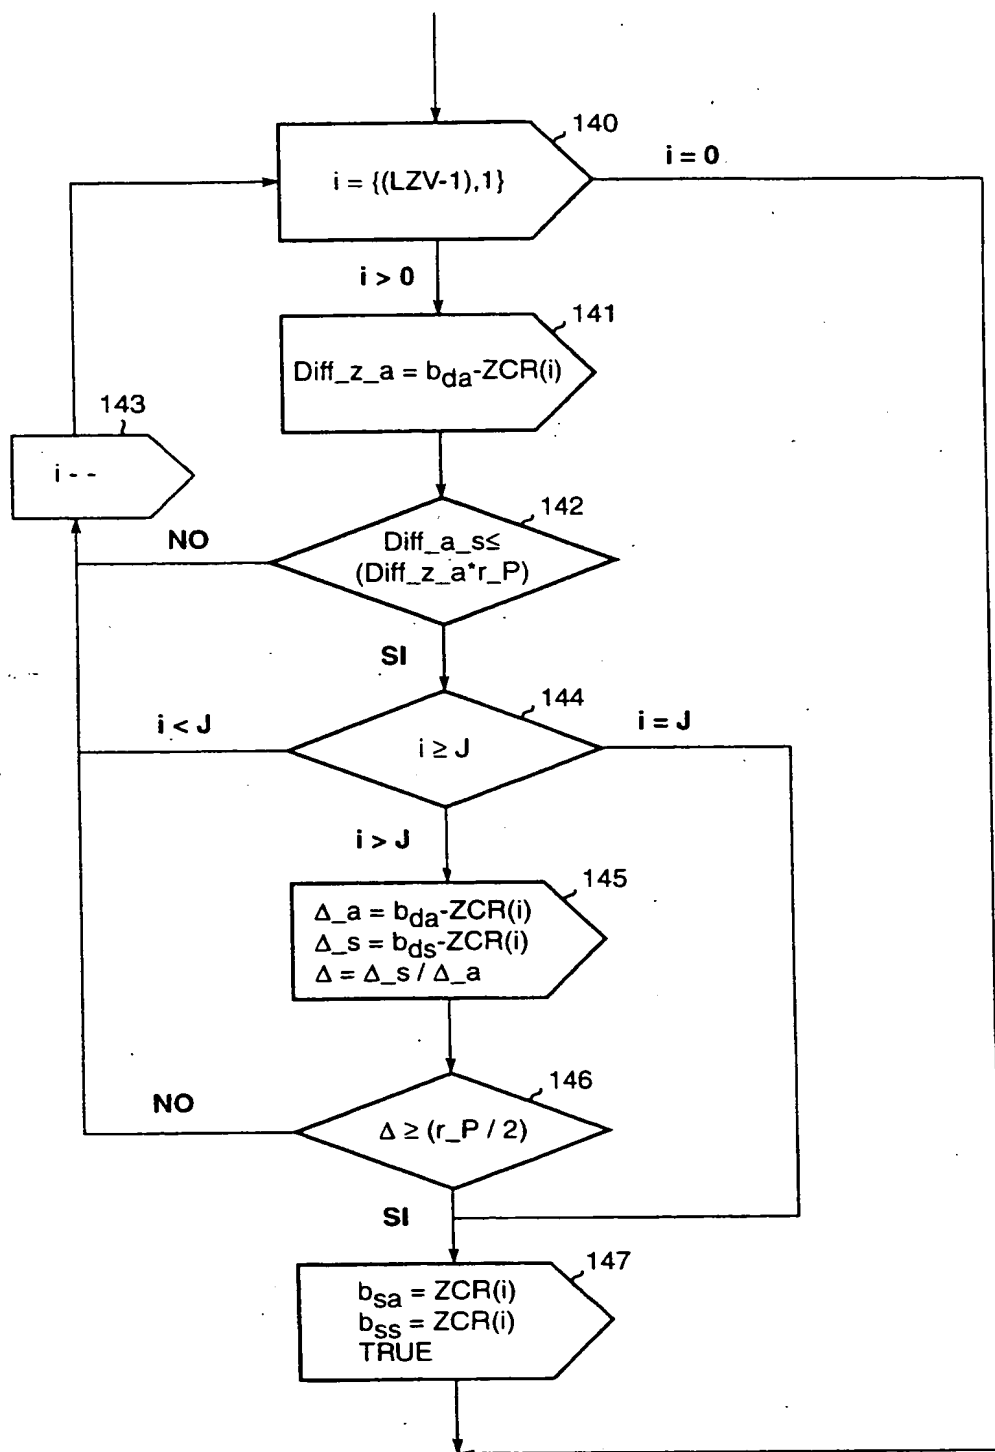 140
i = 0
i = {(LZV-1),1}
i > 0
141
Diff_z_a = bda-ZCR(i)
143
i - -
142
NO
Diff_a_s≤
(Diff_z_a*r_P)
SI
144
i < J
i = J
i ≥ J
i > J
145
Δ_a = bda-ZCR(i)
Δ_s = bds-ZCR(i)
Δ = Δ_s / Δ_a
146
NO
Δ ≥ (r_P / 2)
SI
147
bsa = ZCR(i)
bss = ZCR(i)
TRUE